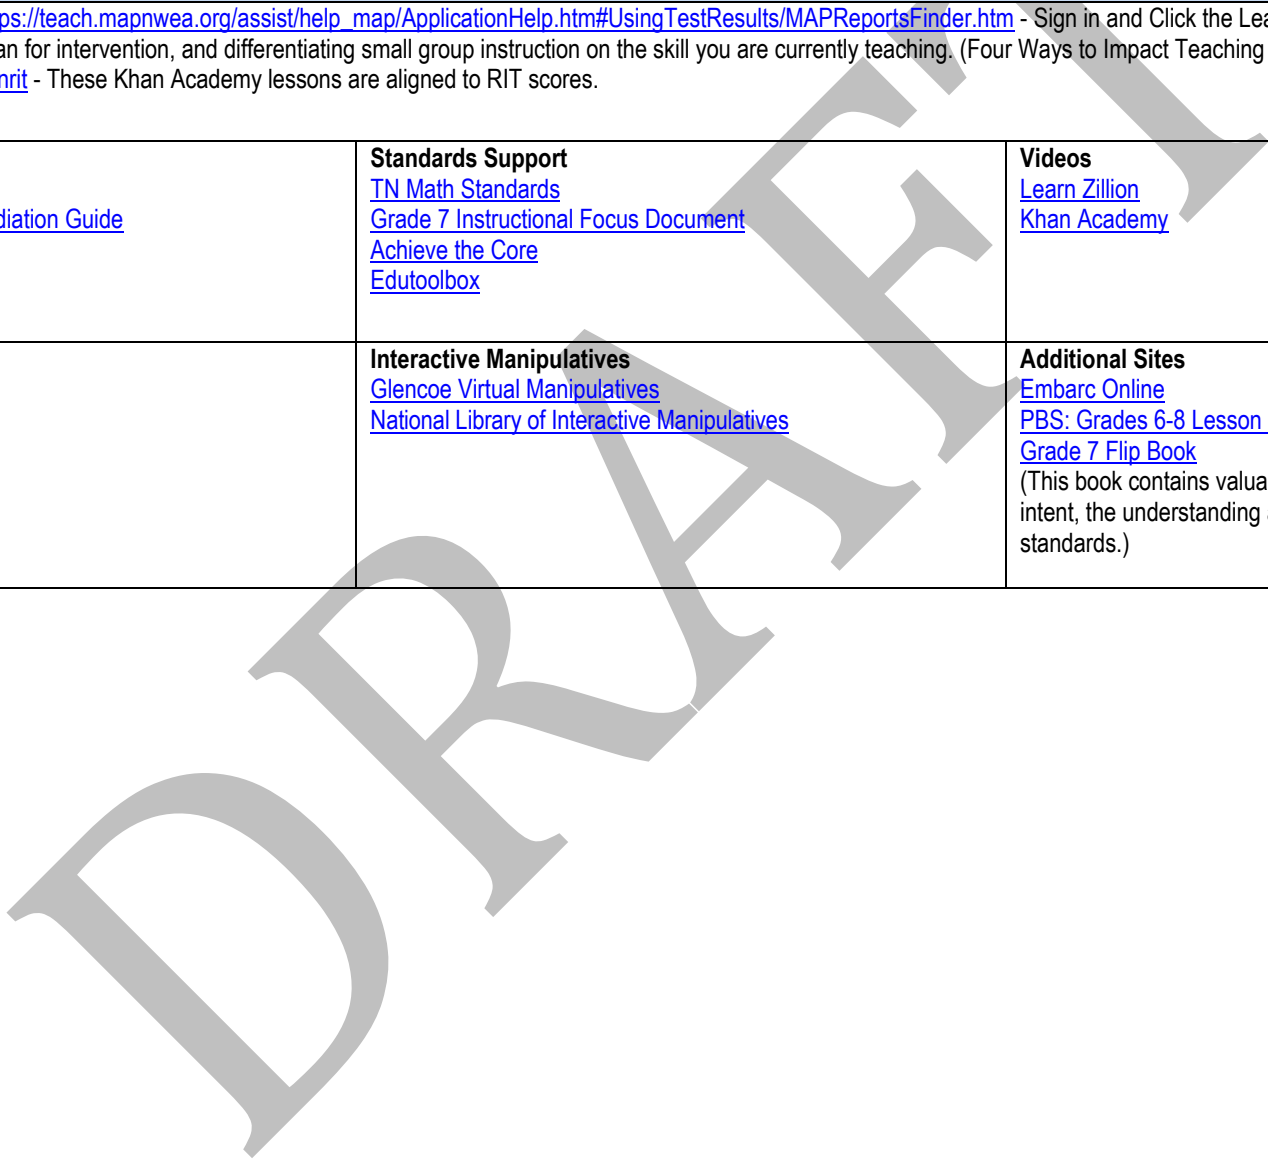 ps://teach.mapnwea.org/assist/help_map/ApplicationHelp.htm#UsingTestResults/MAPReportsFinder.htm - Sign in and Click the Lea
an for intervention, and differentiating small group instruction on the skill you are currently teaching. (Four Ways to Impact Teaching
nrit - These Khan Academy lessons are aligned to RIT scores.
diation Guide
Standards Support
TN Math Standards
Grade 7 Instructional Focus Document
Achieve the Core
Edutoolbox
Videos
Learn Zillion
Khan Academy
Interactive Manipulatives
Glencoe Virtual Manipulatives
National Library of Interactive Manipulatives
Additional Sites
Embarc Online
PBS: Grades 6-8 Lesson
Grade 7 Flip Book
(This book contains valua
intent, the understanding
standards.)
DRAFT